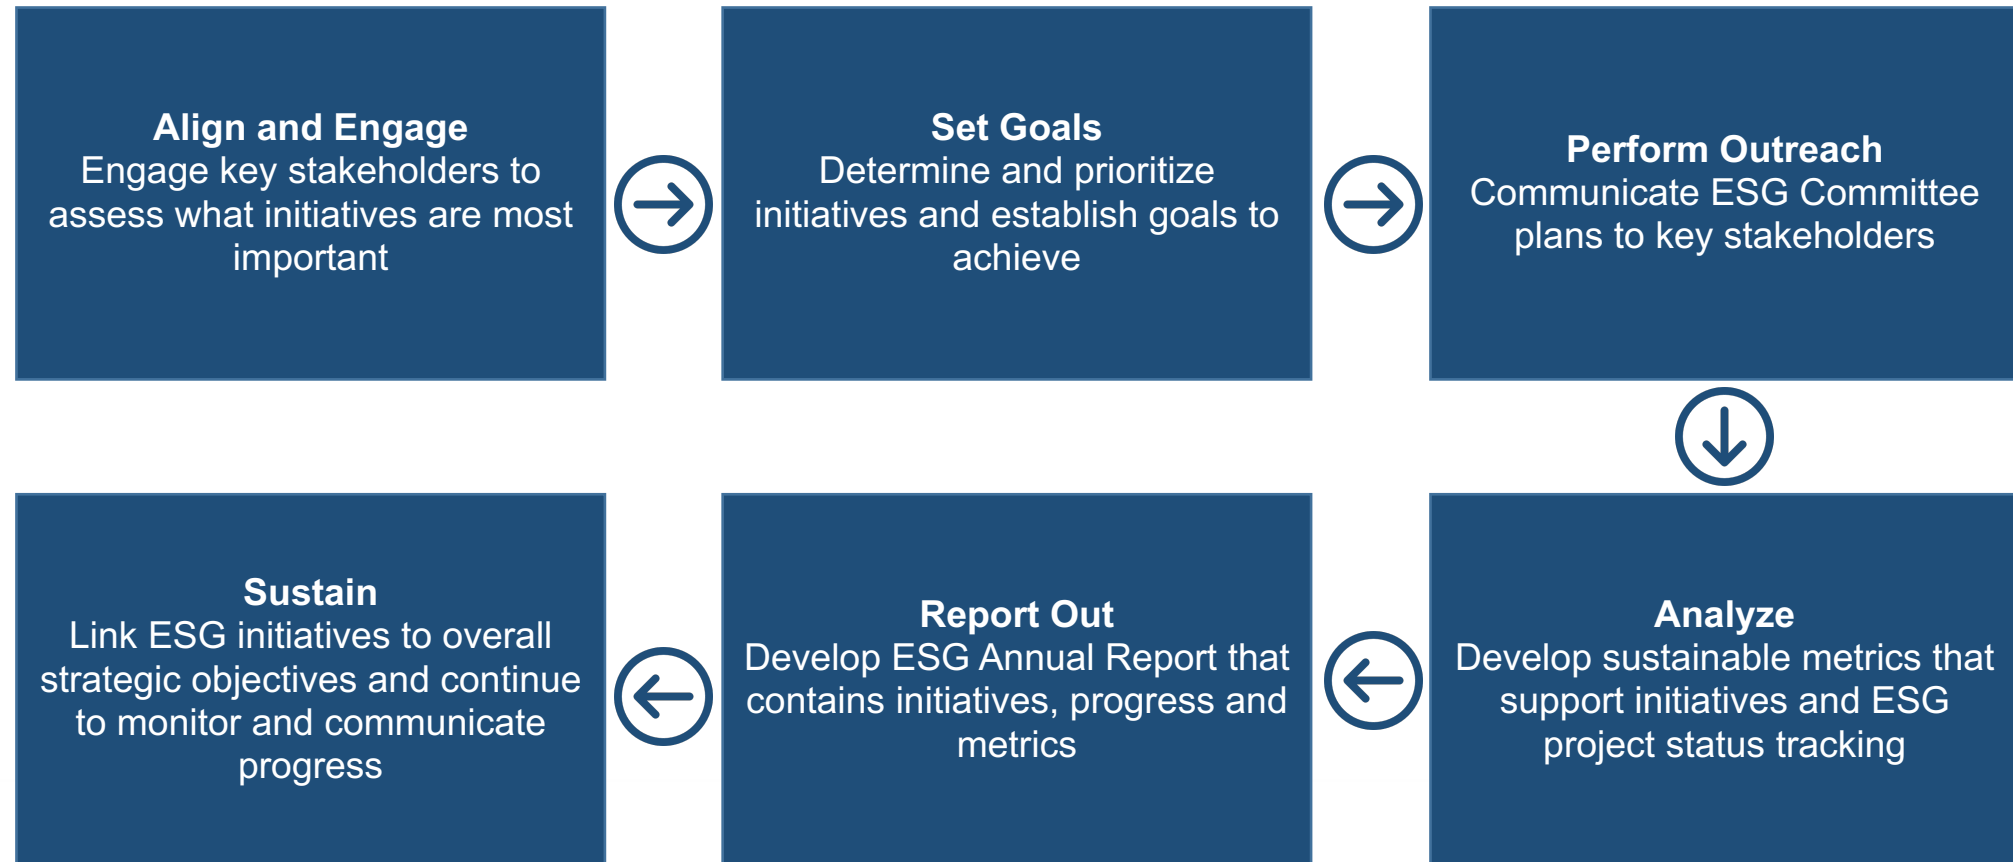 Align and Engage
Engage key stakeholders to
assess what initiatives are most
important
Set Goals
Determine and prioritize
initiatives and establish goals to
achieve
Perform Outreach
Communicate ESG Committee
plans to key stakeholders
Analyze
Develop sustainable metrics that
support initiatives and ESG
project status tracking
Report Out
Develop ESG Annual Report that
contains initiatives, progress and
metrics
Sustain
Link ESG initiatives to overall
strategic objectives and continue
to monitor and communicate
progress